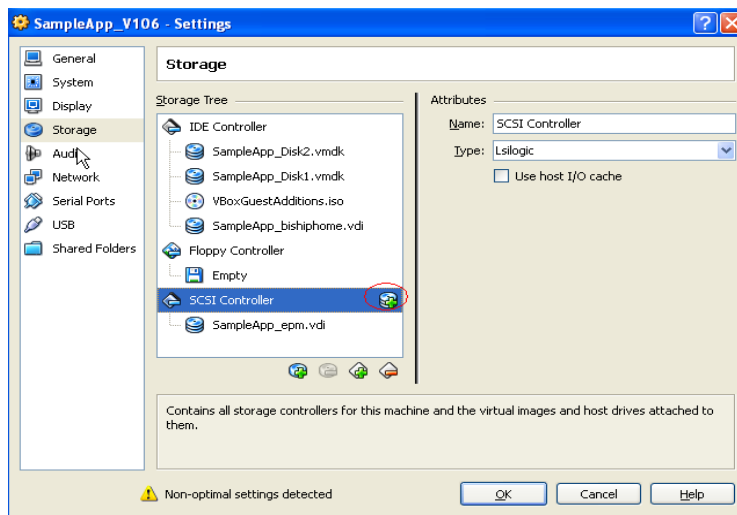 SampleApp_V106 - Settings
General
System
Display
Storage
Audi
Network
Serial Ports
USB
Shared Folders
Storage
Storage Tree
IDE Controller
SampleApp_Disk2.vmdk
SampleApp_Disk1.vmdk
VBoxGuestAdditions.iso
SampleApp_bishiphome.vdi
Floppy Controller
Empty
SCSI Controller
SampleApp_epm.vdi
Attributes
Name: SCSI Controller
Type: Lsilogic
Use host I/O cache
Contains all storage controllers for this machine and the virtual images and host drives attached to
them.
Non-optimal settings detected
OK Cancel Help